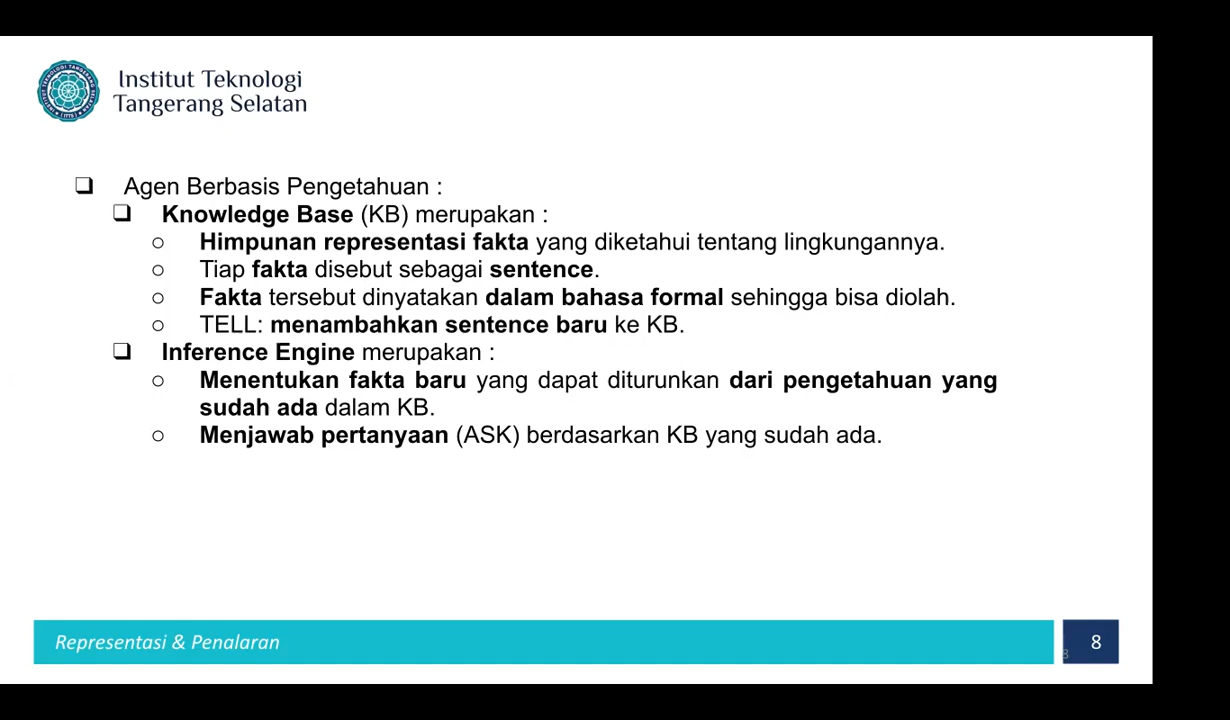 Institut Teknologi
Tangerang Selatan
❑ Agen Berbasis Pengetahuan :
❑ Knowledge Base (KB) merupakan :
○ Himpunan representasi fakta yang diketahui tentang lingkungannya.
○ Tiap fakta disebut sebagai sentence.
○ Fakta tersebut dinyatakan dalam bahasa formal sehingga bisa diolah.
○ TELL: menambahkan sentence baru ke KB.
❑ Inference Engine merupakan :
○ Menentukan fakta baru yang dapat diturunkan dari pengetahuan yang
sudah ada dalam KB.
○ Menjawab pertanyaan (ASK) berdasarkan KB yang sudah ada.
Representasi & Penalaran
8
8